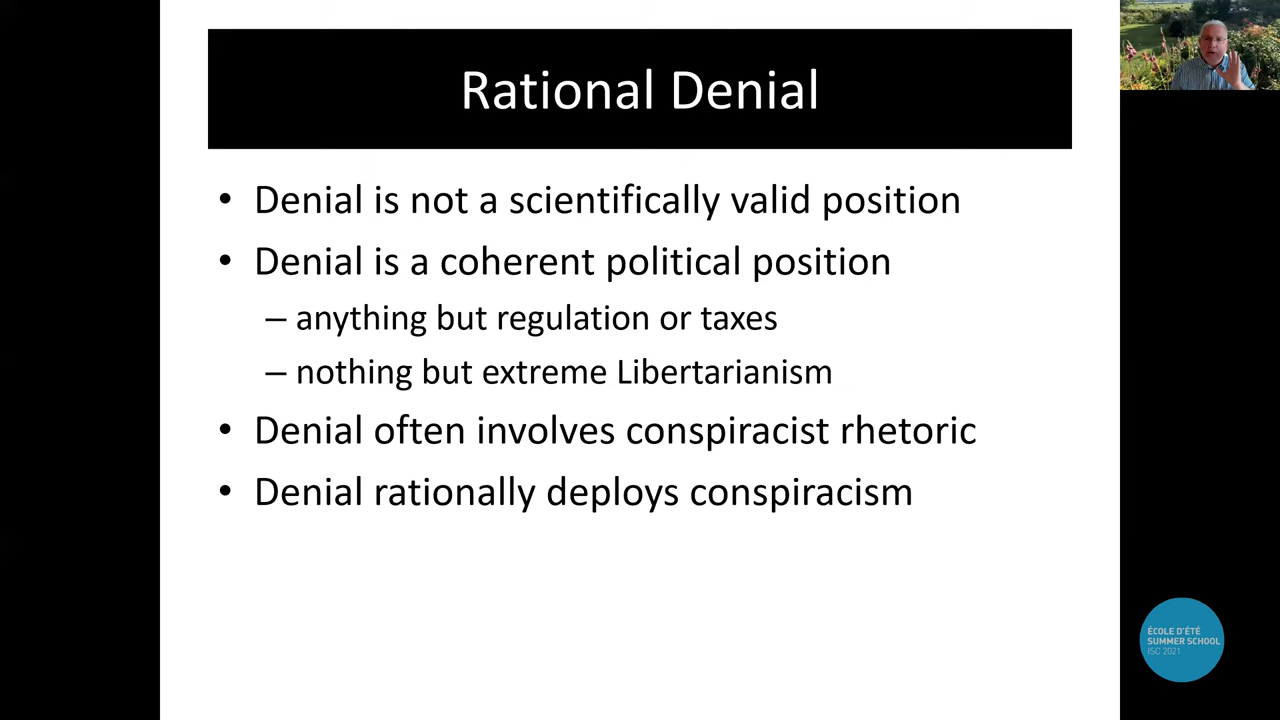 Rational Denial
• Denial is not a scientifically valid position
• Denial is a coherent political position
– anything but regulation or taxes
– nothing but extreme Libertarianism
• Denial often involves conspiracist rhetoric
• Denial rationally deploys conspiracism
ÉCOLE D'ÉTÉ
SUMMER SCHOOL
ISC 2021